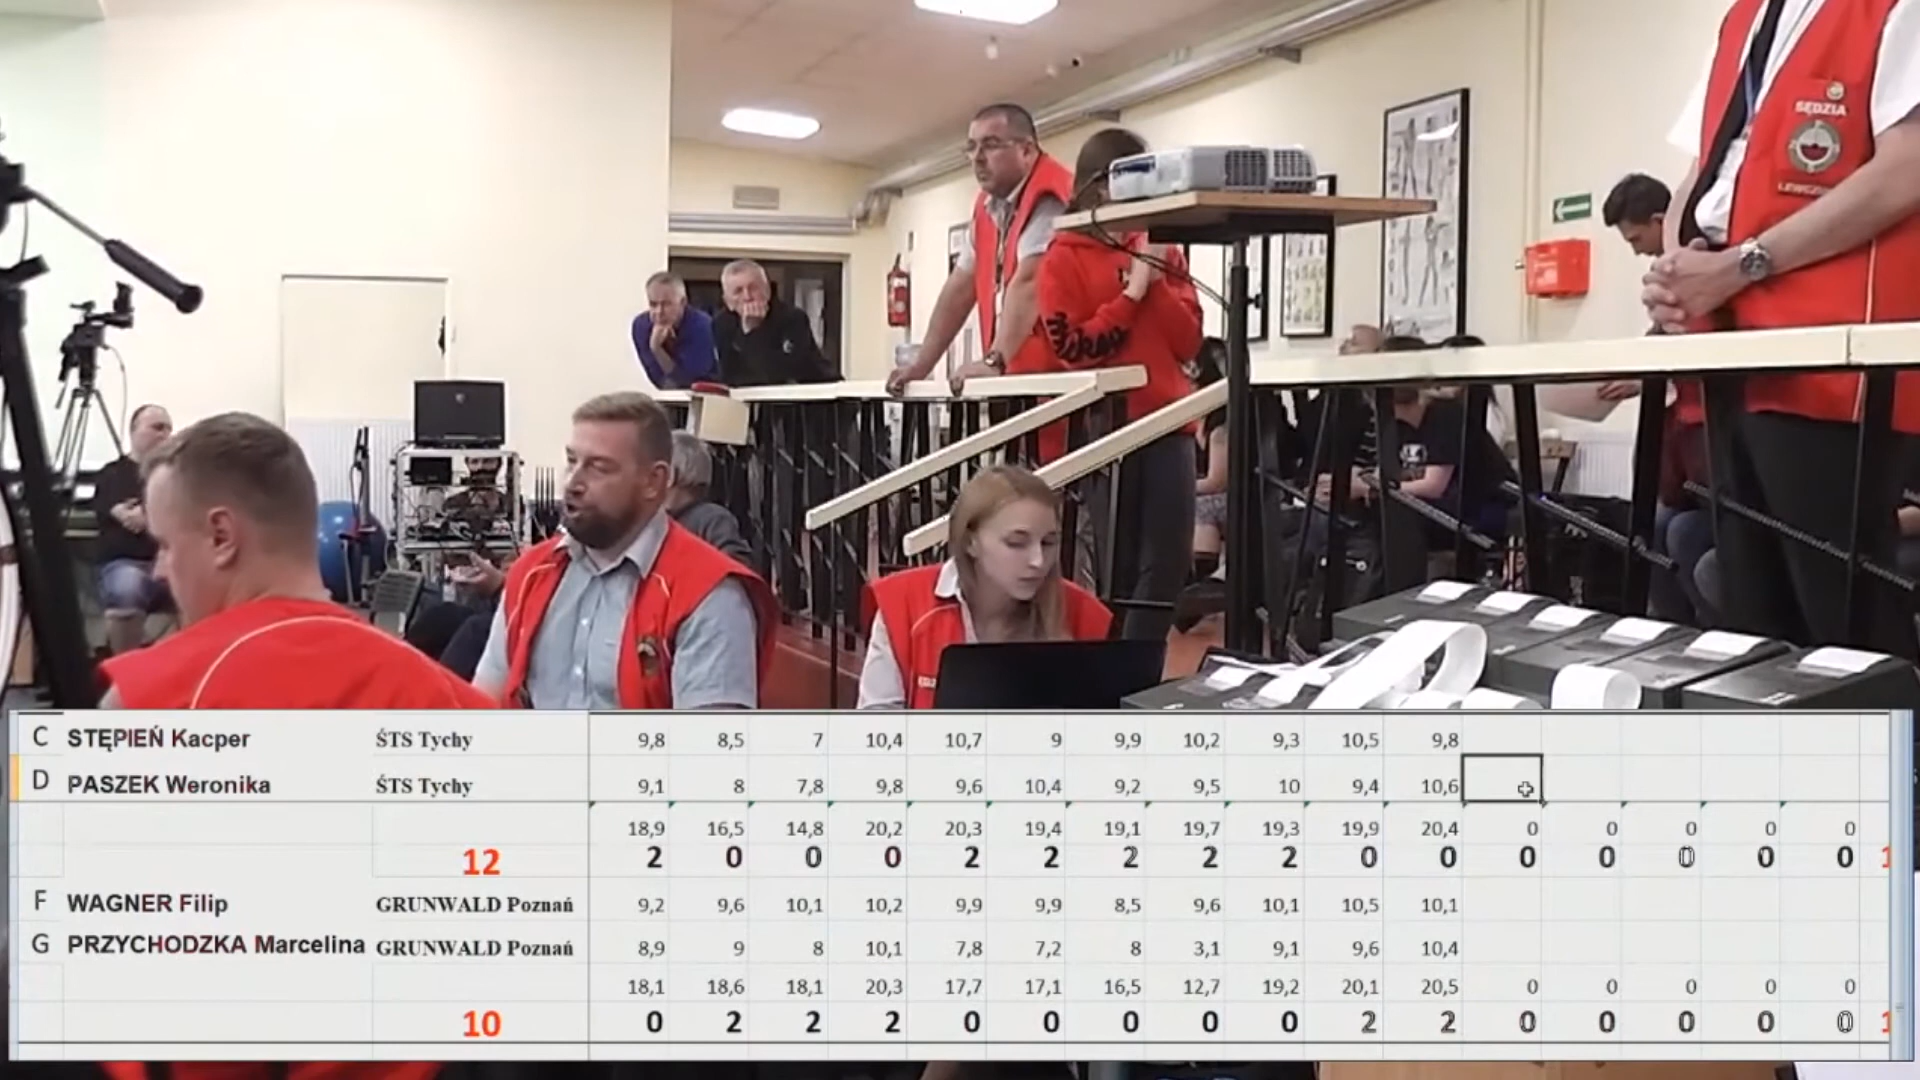 SĘDZIA
C STĘPIEŃ Kacper ŚTS Tychy 9,8 8,5 7 10,4 10,7 9 9,9 10,2 9,3 10,5 9,8
D PASZEK Weronika ŚTS Tychy 9,1 8 7,8 9,8 9,6 10,4 9,2 9,5 10 9,4 10,6
18,9 16,5 14,8 20,2 20,3 19,4 19,1 19,7 19,3 19,9 20,4 0 0 0 0 0
12 2 0 0 0 2 2 2 2 2 0 0 0 0 0 0 0 1
F WAGNER Filip GRUNWALD Poznań 9,2 9,6 10,1 10,2 9,9 9,9 8,5 9,6 10,1 10,5 10,1
G PRZYCHODZKA Marcelina GRUNWALD Poznań 8,9 9 8 10,1 7,8 7,2 8 3,1 9,1 9,6 10,4
18,1 18,6 18,1 20,3 17,7 17,1 16,5 12,7 19,2 20,1 20,5 0 0 0 0 0
10 0 2 2 2 0 0 0 0 0 2 2 0 0 0 0 0 1